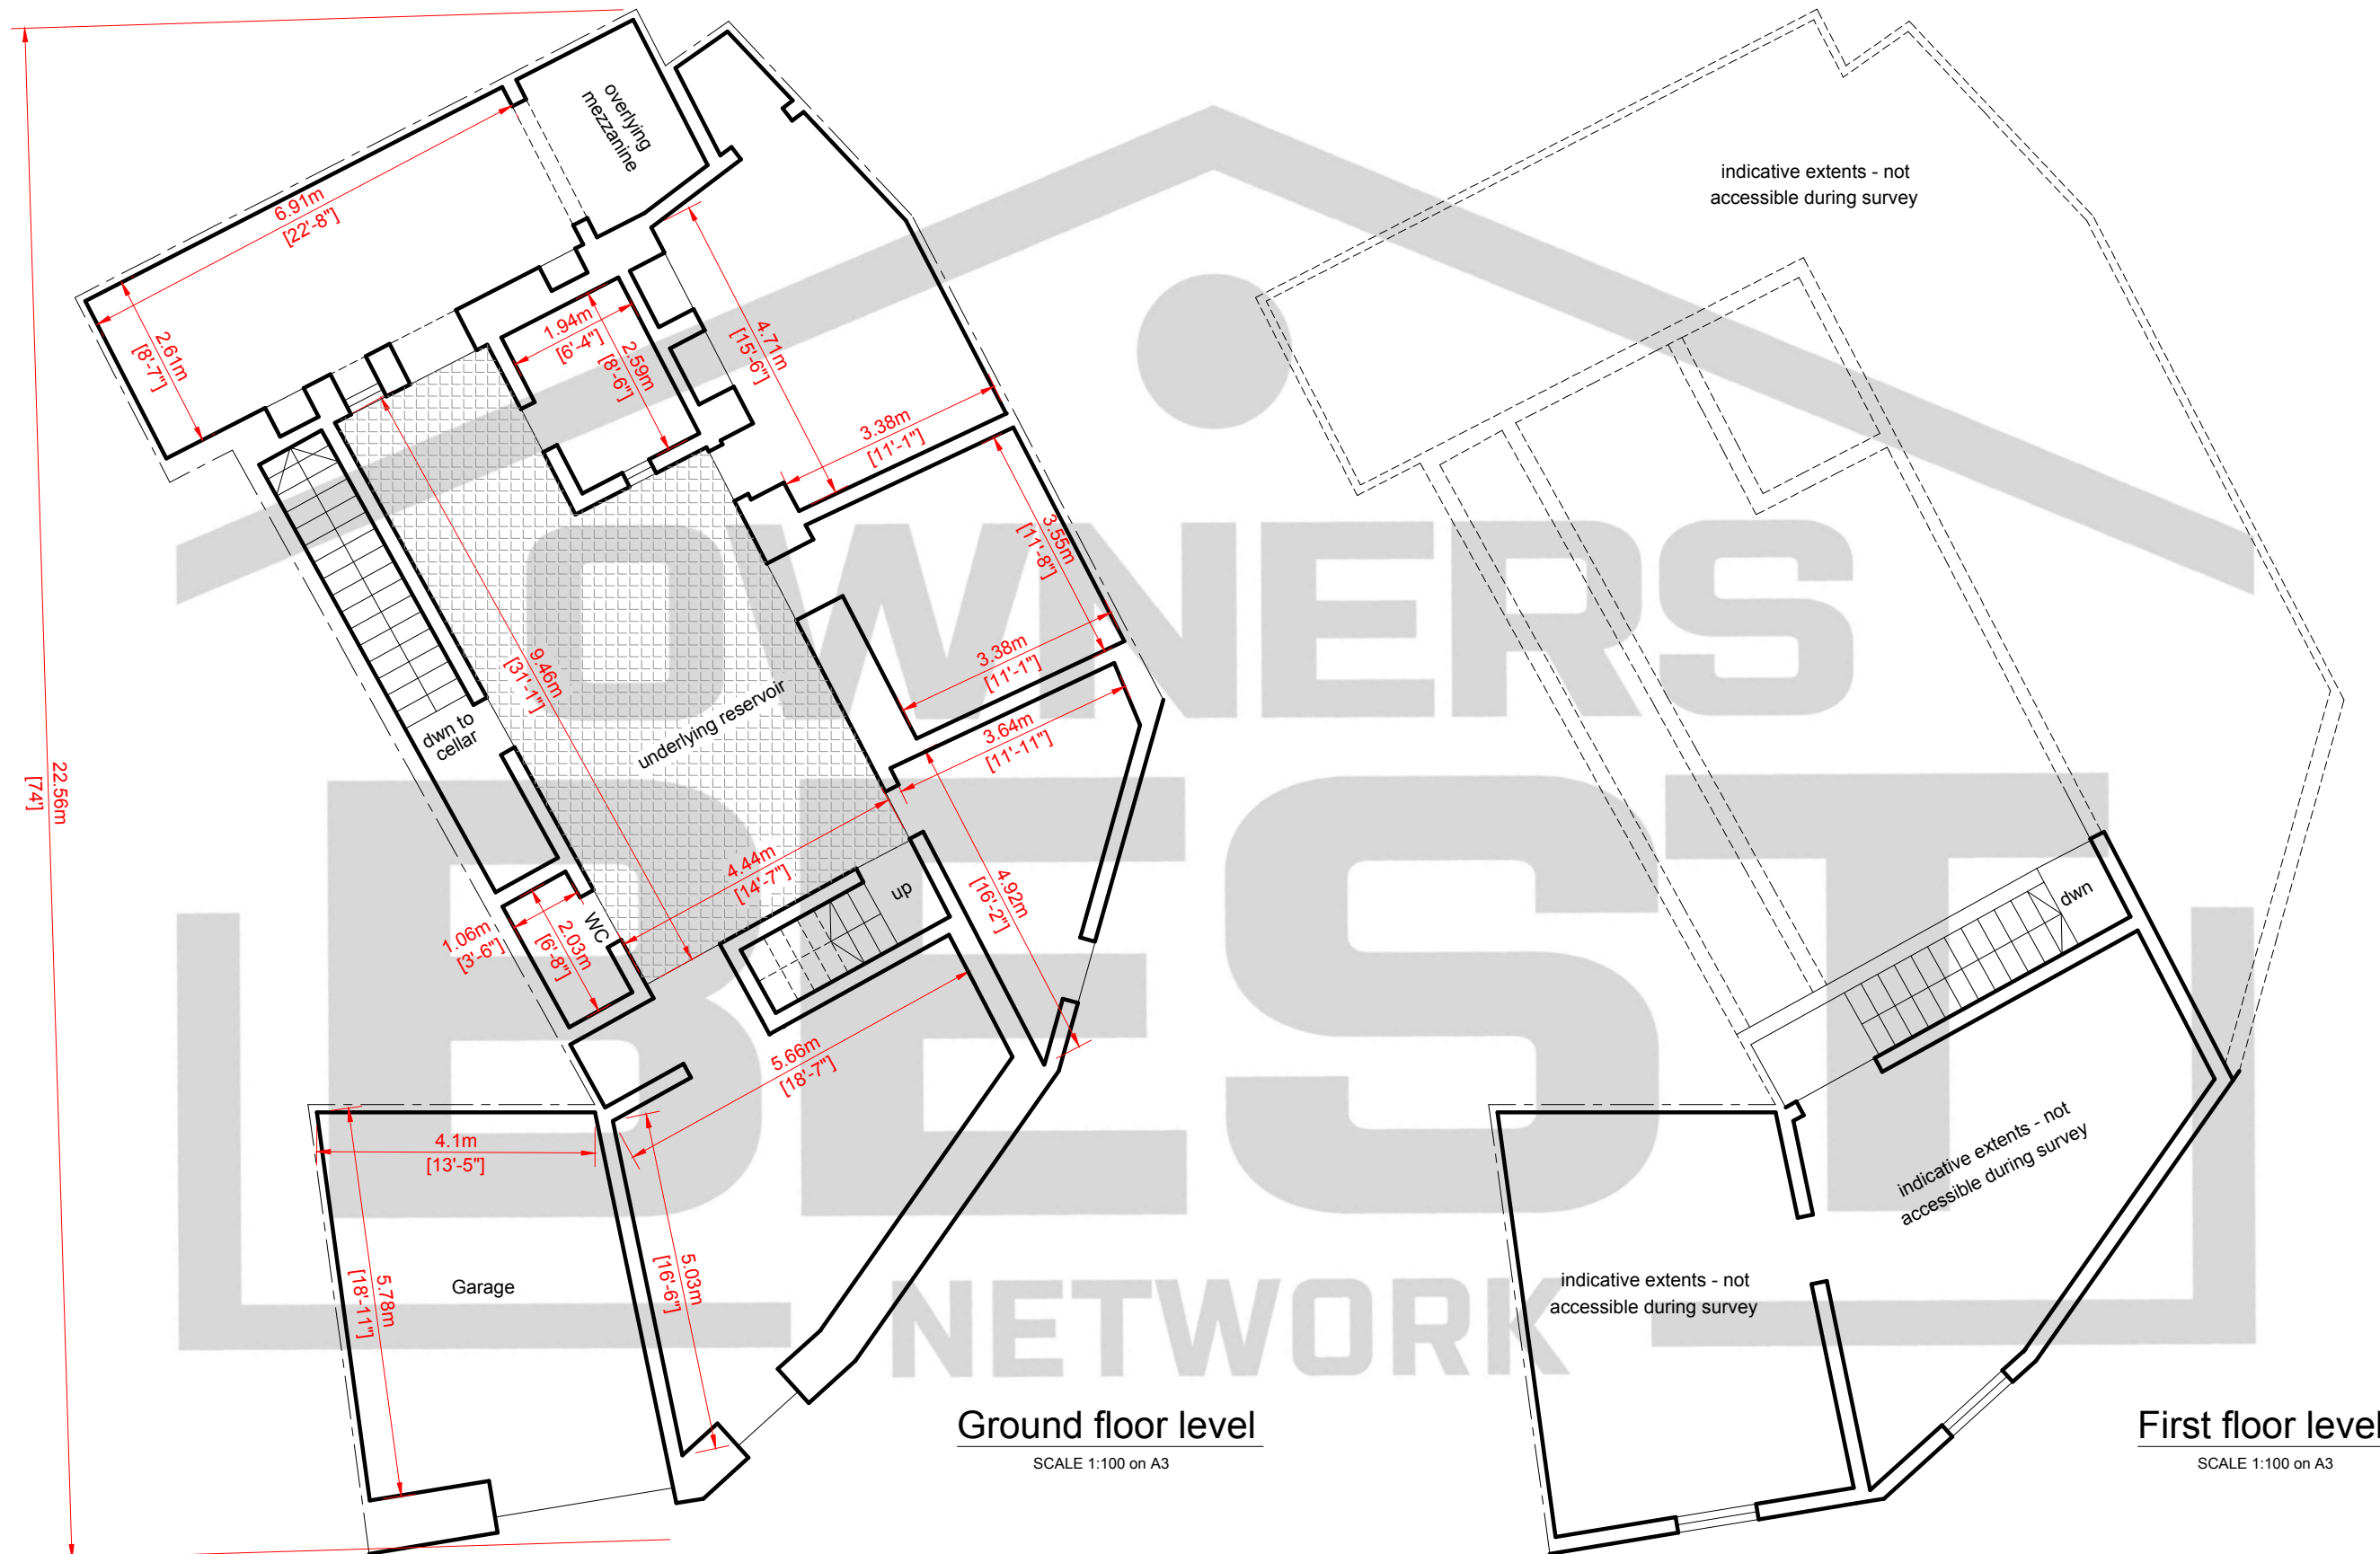 overlying
mezzanine
6.91m
[22'-8"]
2.61m
[8'-7"]
1.94m
[6'-4"]
2.59m
[8'-6"]
4.71m
[15'-6"]
3.38m
[11'-1"]
3.55m
[11'-8"]
3.38m
[11'-1"]
3.64m
[11'-11"]
9.46m
[31'-1"]
underlying reservoir
dwn to
cellar
22.56m
[74']
4.44m
[14'-7"]
up
4.92m
[16'-2"]
WC
1.06m
[3'-6"]
2.03m
[6'-8"]
5.66m
[18'-7"]
4.1m
[13'-5"]
5.03m
[16'-6"]
5.78m
[18'-11"]
Garage
Ground floor level
SCALE 1:100 on A3
indicative extents - not
accessible during survey
dwn
indicative extents - not
accessible during survey
indicative extents - not
accessible during survey
First floor level
SCALE 1:100 on A3
OWNERS
BEST
NETWORK